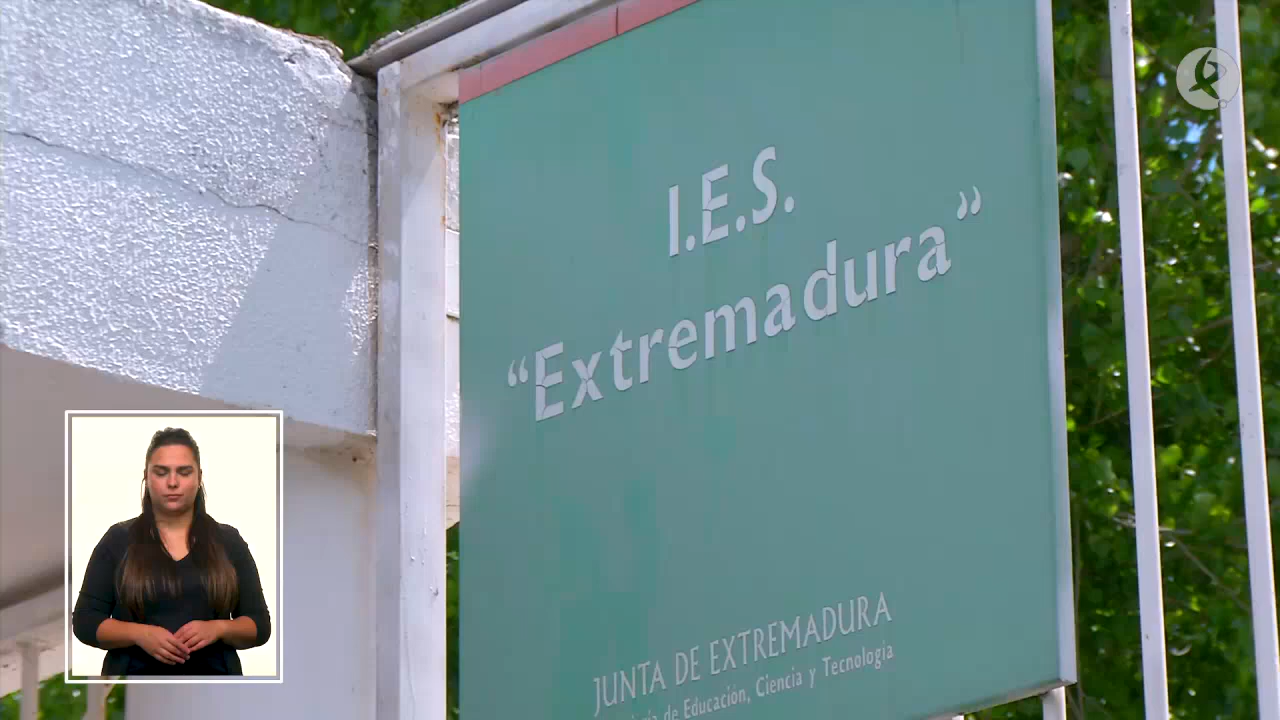 I.E.S.
“Extremadura”
JUNTA DE EXTREMADURA
de Educación, Ciencia y Tecnología